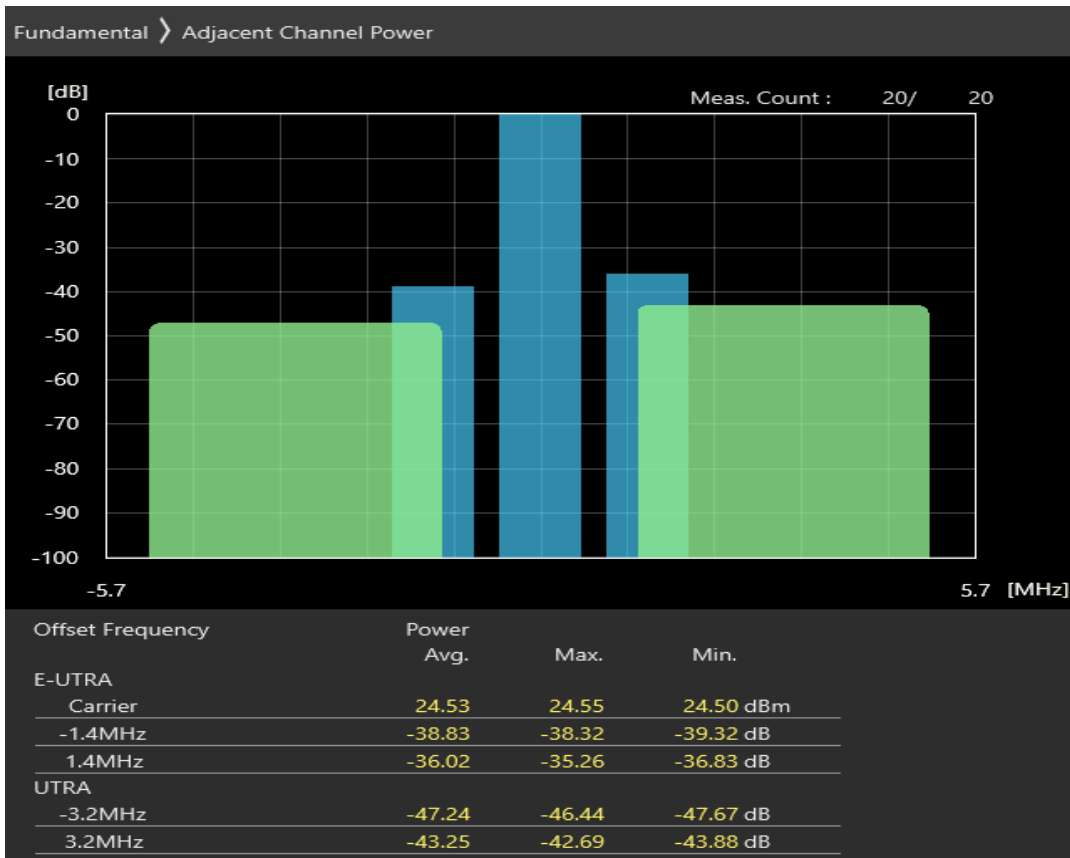 Fundamental 〉 Adjacent Channel Power
[dB]
Meas. Count : 20/ 20
0
-10
-20
-30
-40
-50
-60
-70
-80
-90
-100
-5.7 5.7 [MHz]
Offset Frequency Power
Avg. Max. Min.
E-UTRA
Carrier 24.53 24.55 24.50 dBm
-1.4MHz -38.83 -38.32 -39.32 dB
1.4MHz -36.02 -35.26 -36.83 dB
UTRA
-3.2MHz -47.24 -46.44 -47.67 dB
3.2MHz -43.25 -42.69 -43.88 dB